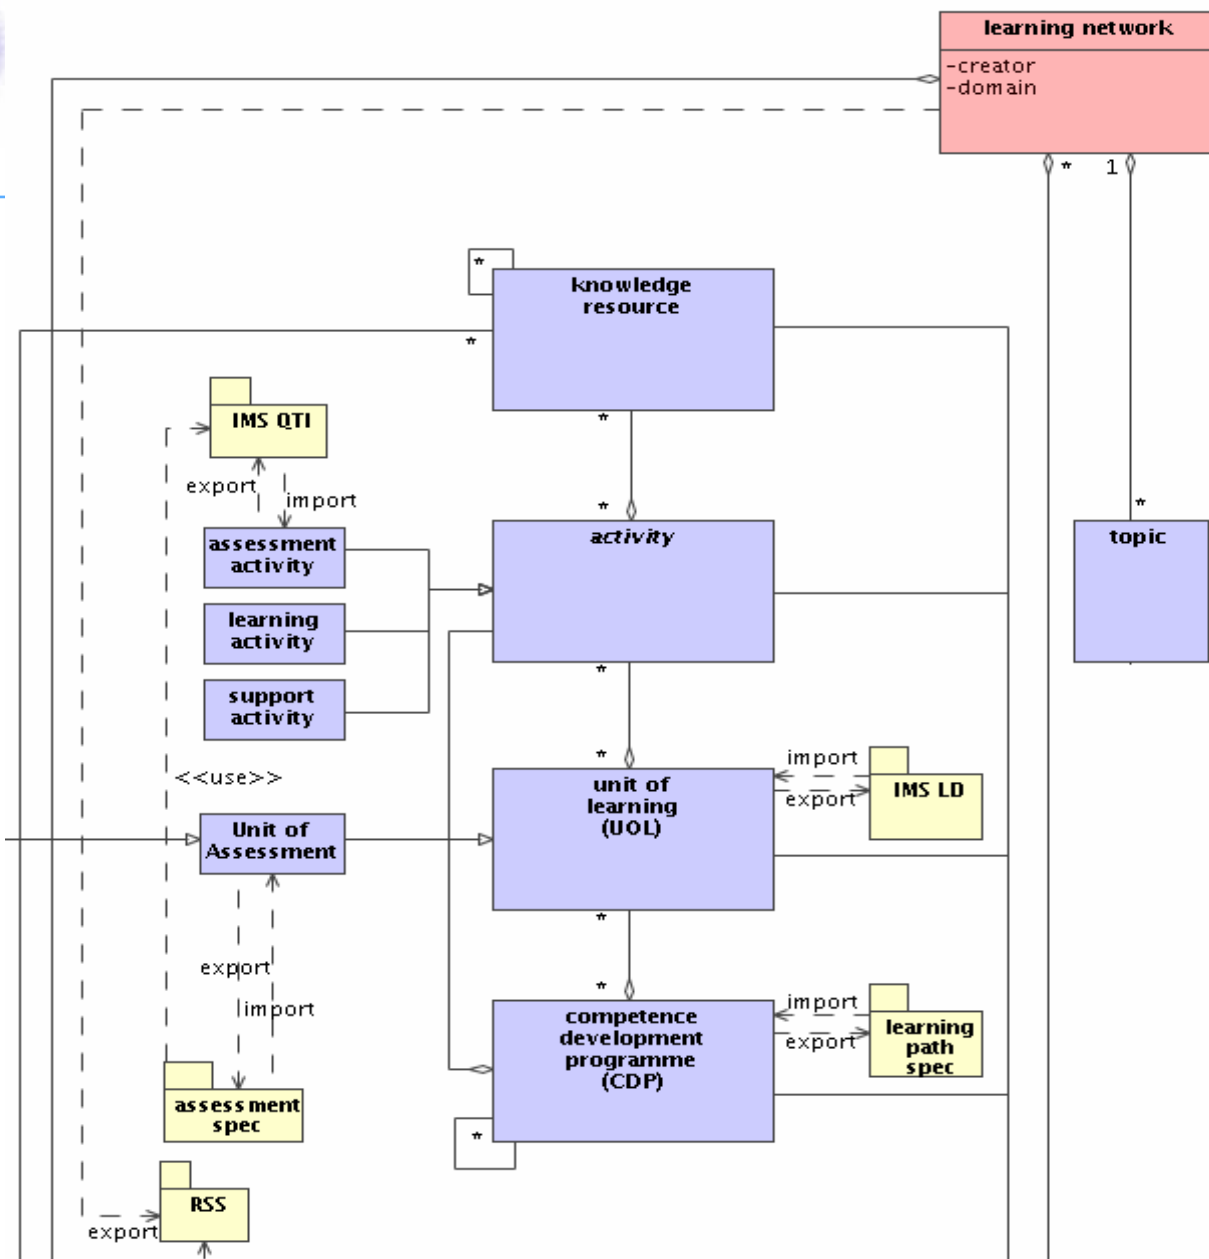 learning network
-creator
-domain
*
1
*
knowledge
resource
*
*
IMS QTI
export
import
*
*
activity
*
topic
assessment
activity
learning
activity
support
activity
*
<<use>>
*
unit of
learning
(UOL)
import
export
IMS LD
Unit of
Assessment
*
export
import
*
competence
development
programme
(CDP)
import
export
learning
path
spec
*
assessment
spec
RSS
export